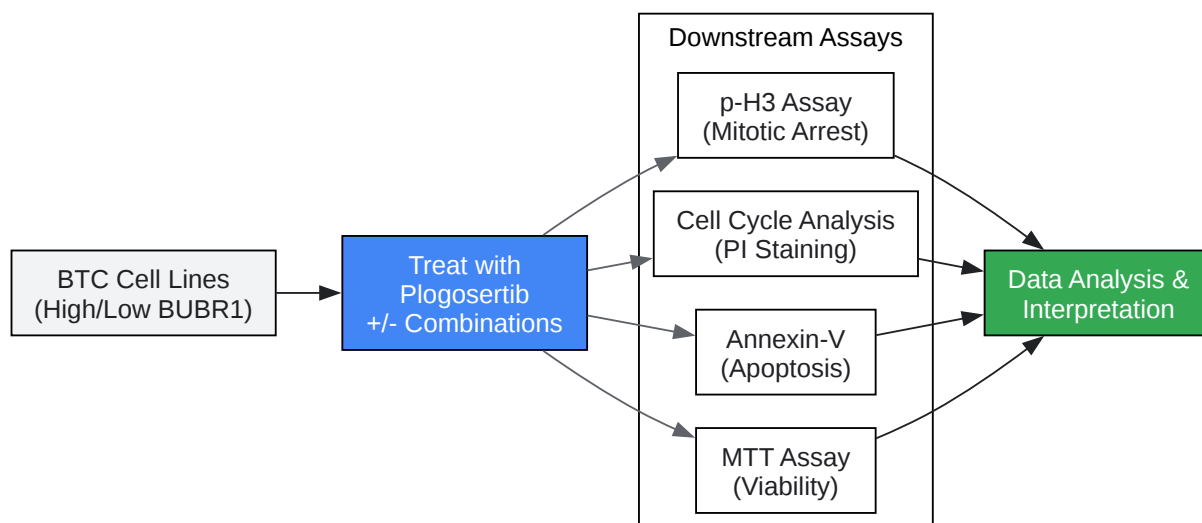 BTC Cell Lines
(High/Low BUBR1)
Treat with
Plogosertib
+/- Combinations
Downstream Assays
p-H3 Assay
(Mitotic Arrest)
Cell Cycle Analysis
(PI Staining)
Annexin-V
(Apoptosis)
MTT Assay
(Viability)
Data Analysis &
Interpretation